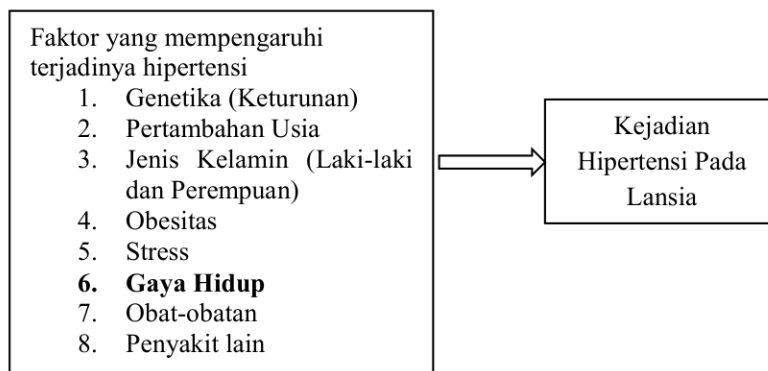 Faktor yang mempengaruhi
terjadinya hipertensi
1. Genetika (Keturunan)
2. Pertambahan Usia
3. Jenis Kelamin (Laki-laki
dan Perempuan)
4. Obesitas
5. Stress
6. Gaya Hidup
7. Obat-obatan
8. Penyakit lain
Kejadian
Hipertensi Pada
Lansia